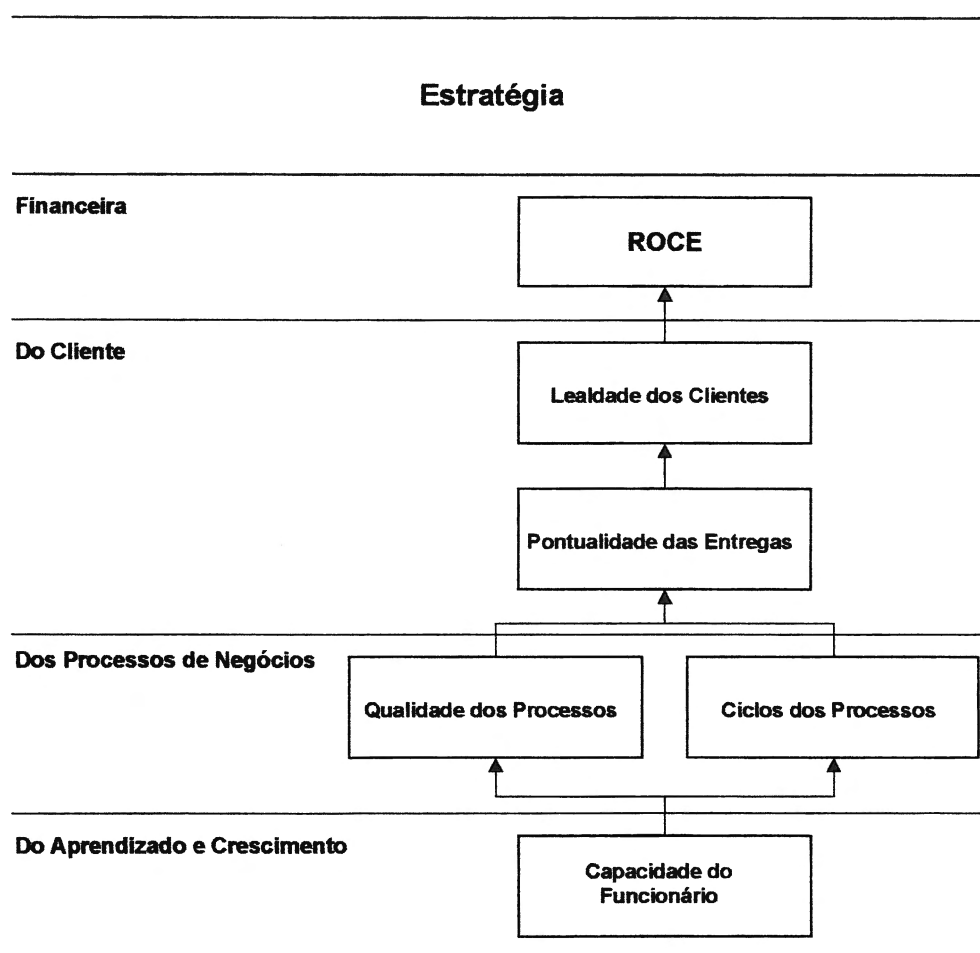 Estratégia
Financeira
ROCE
Do Cliente
Lealdade dos Clientes
Pontualidade das Entregas
Dos Processos de Negócios
Qualidade dos Processos
Ciclos dos Processos
Do Aprendizado e Crescimento
Capacidade do
Funcionário